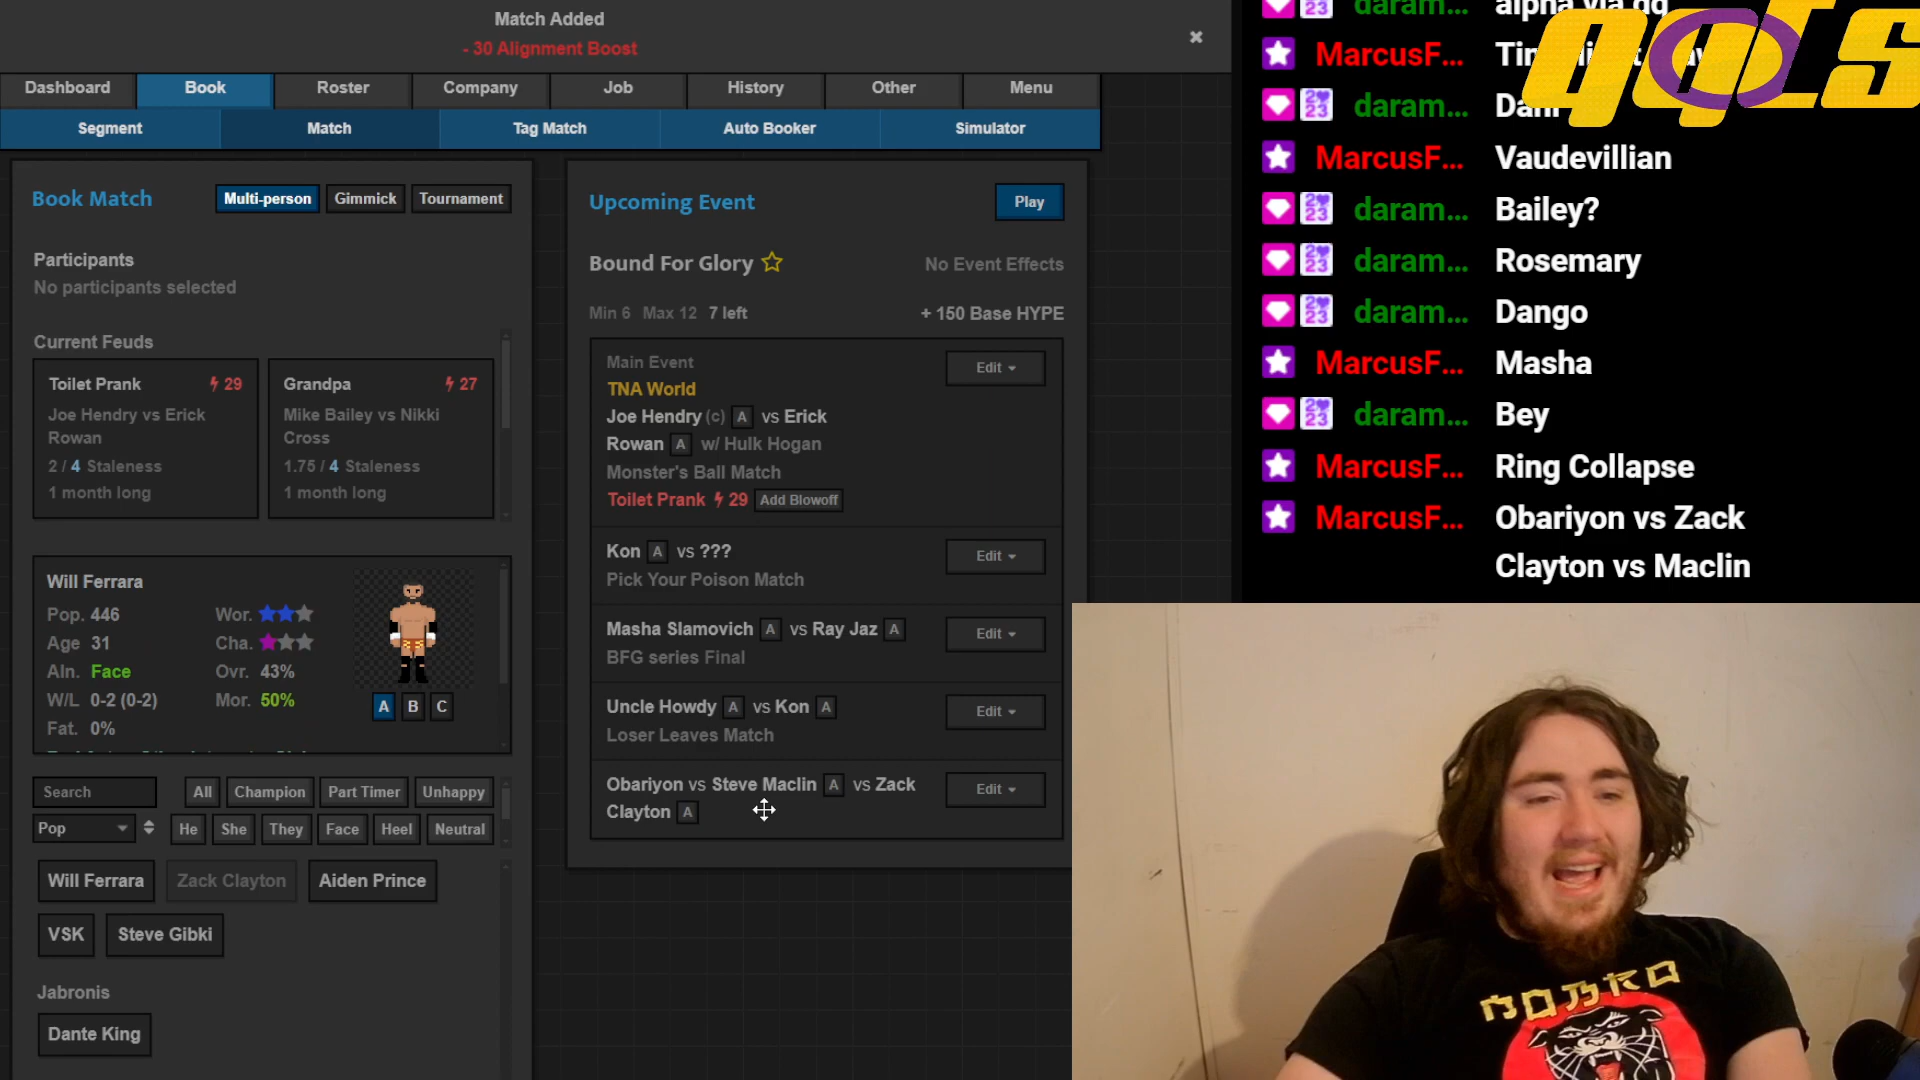 Match Added
- 30 Alignment Boost
Dashboard Book Roster Company Job History Other Menu
Segment Match Tag Match Auto Booker Simulator
Book Match Multi-person Gimmick Tournament
Participants
No participants selected
Current Feuds
Toilet Prank 29
Joe Hendry vs Erick
Rowan
2 / 4 Staleness
1 month long
Grandpa 27
Mike Bailey vs Nikki
Cross
1.75 / 4 Staleness
1 month long
Will Ferrara
Pop. 446 Wor.
Age 31 Cha.
Aln. Face Ovr. 43%
W/L 0-2 (0-2) Mor. 50%
Fat. 0%
A B C
Search All Champion Part Timer Unhappy
Pop He She They Face Heel Neutral
Will Ferrara Zack Clayton Aiden Prince
VSK Steve Gibki
Jabronis
Dante King
Upcoming Event Play
Bound For Glory No Event Effects
Min 6 Max 12 7 left + 150 Base HYPE
Main Event Edit
TNA World
Joe Hendry (c) A vs Erick
Rowan A w/ Hulk Hogan
Monster's Ball Match
Toilet Prank 29 Add Blowoff
Kon A vs ??? Edit
Pick Your Poison Match
Masha Slamovich A vs Ray Jaz A Edit
BFG series Final
Uncle Howdy A vs Kon A Edit
Loser Leaves Match
Obariyon vs Steve Maclin A vs Zack Edit
Clayton A
daram... alpha via qq
MarcusF...
daram...
MarcusF... Vaudevillian
daram... Bailey?
daram... Rosemary
daram... Dango
MarcusF... Masha
daram... Bey
MarcusF... Ring Collapse
MarcusF... Obariyon vs Zack
Clayton vs Maclin